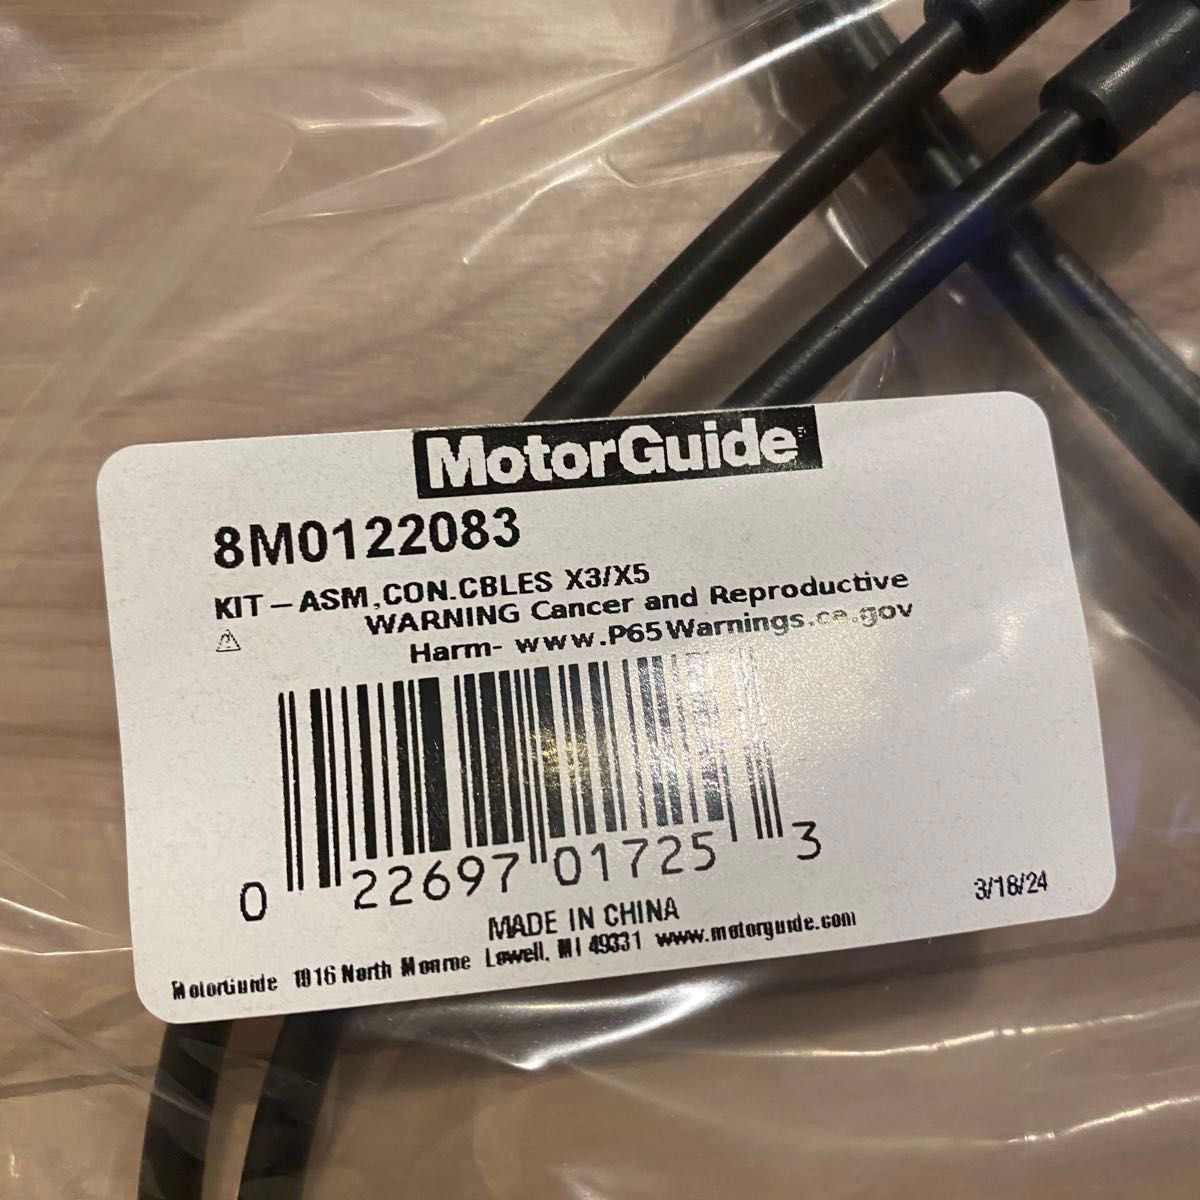 MotorGuide
8M0122083
KIT-ASM,CON.CBLES X3/X5
⚠ WARNING Cancer and Reproductive
Harm- www.P65Warnings.ca.gov
0 22697 01725 3
MADE IN CHINA
3/18/24
MotorGuide 1916 North Monroe Lowell, MI 49331 www.motorguide.com